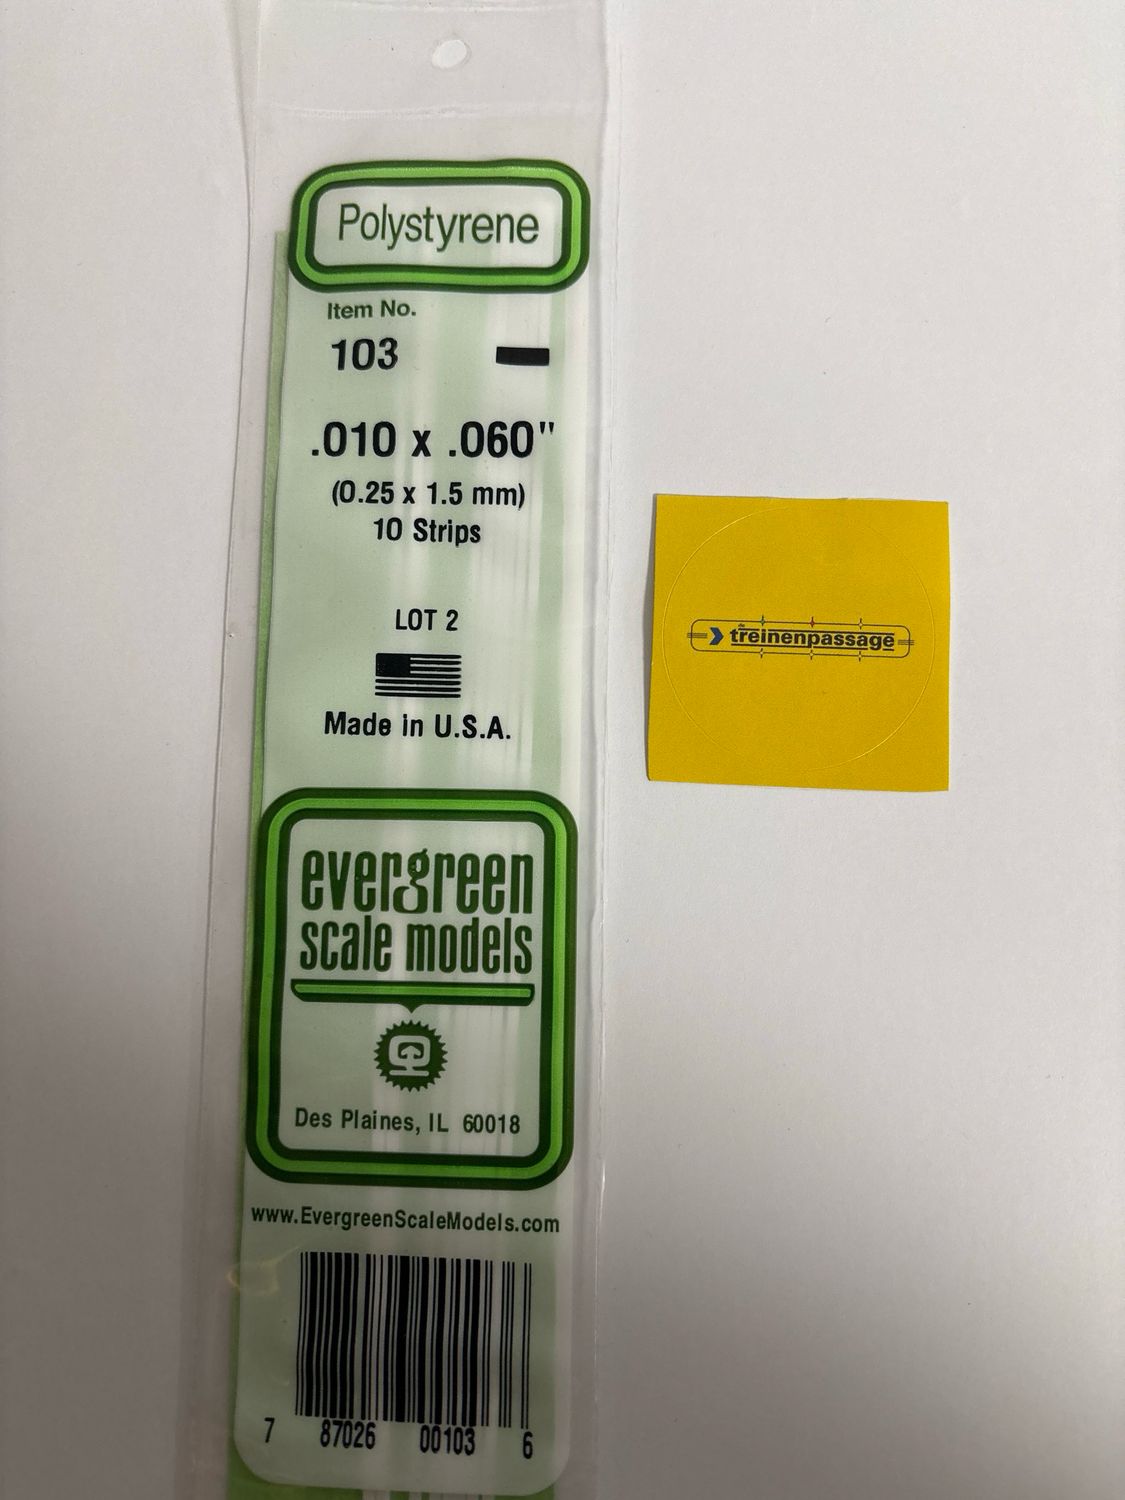 Polystyrene
Item No.
103
.010 x .060"
(0.25 x 1.5 mm)
10 Strips
LOT 2
Made in U.S.A.
evergreen
scale models
Des Plaines, IL 60018
www.EvergreenScaleModels.com
7 87026 00103 6
de
treinenpassage